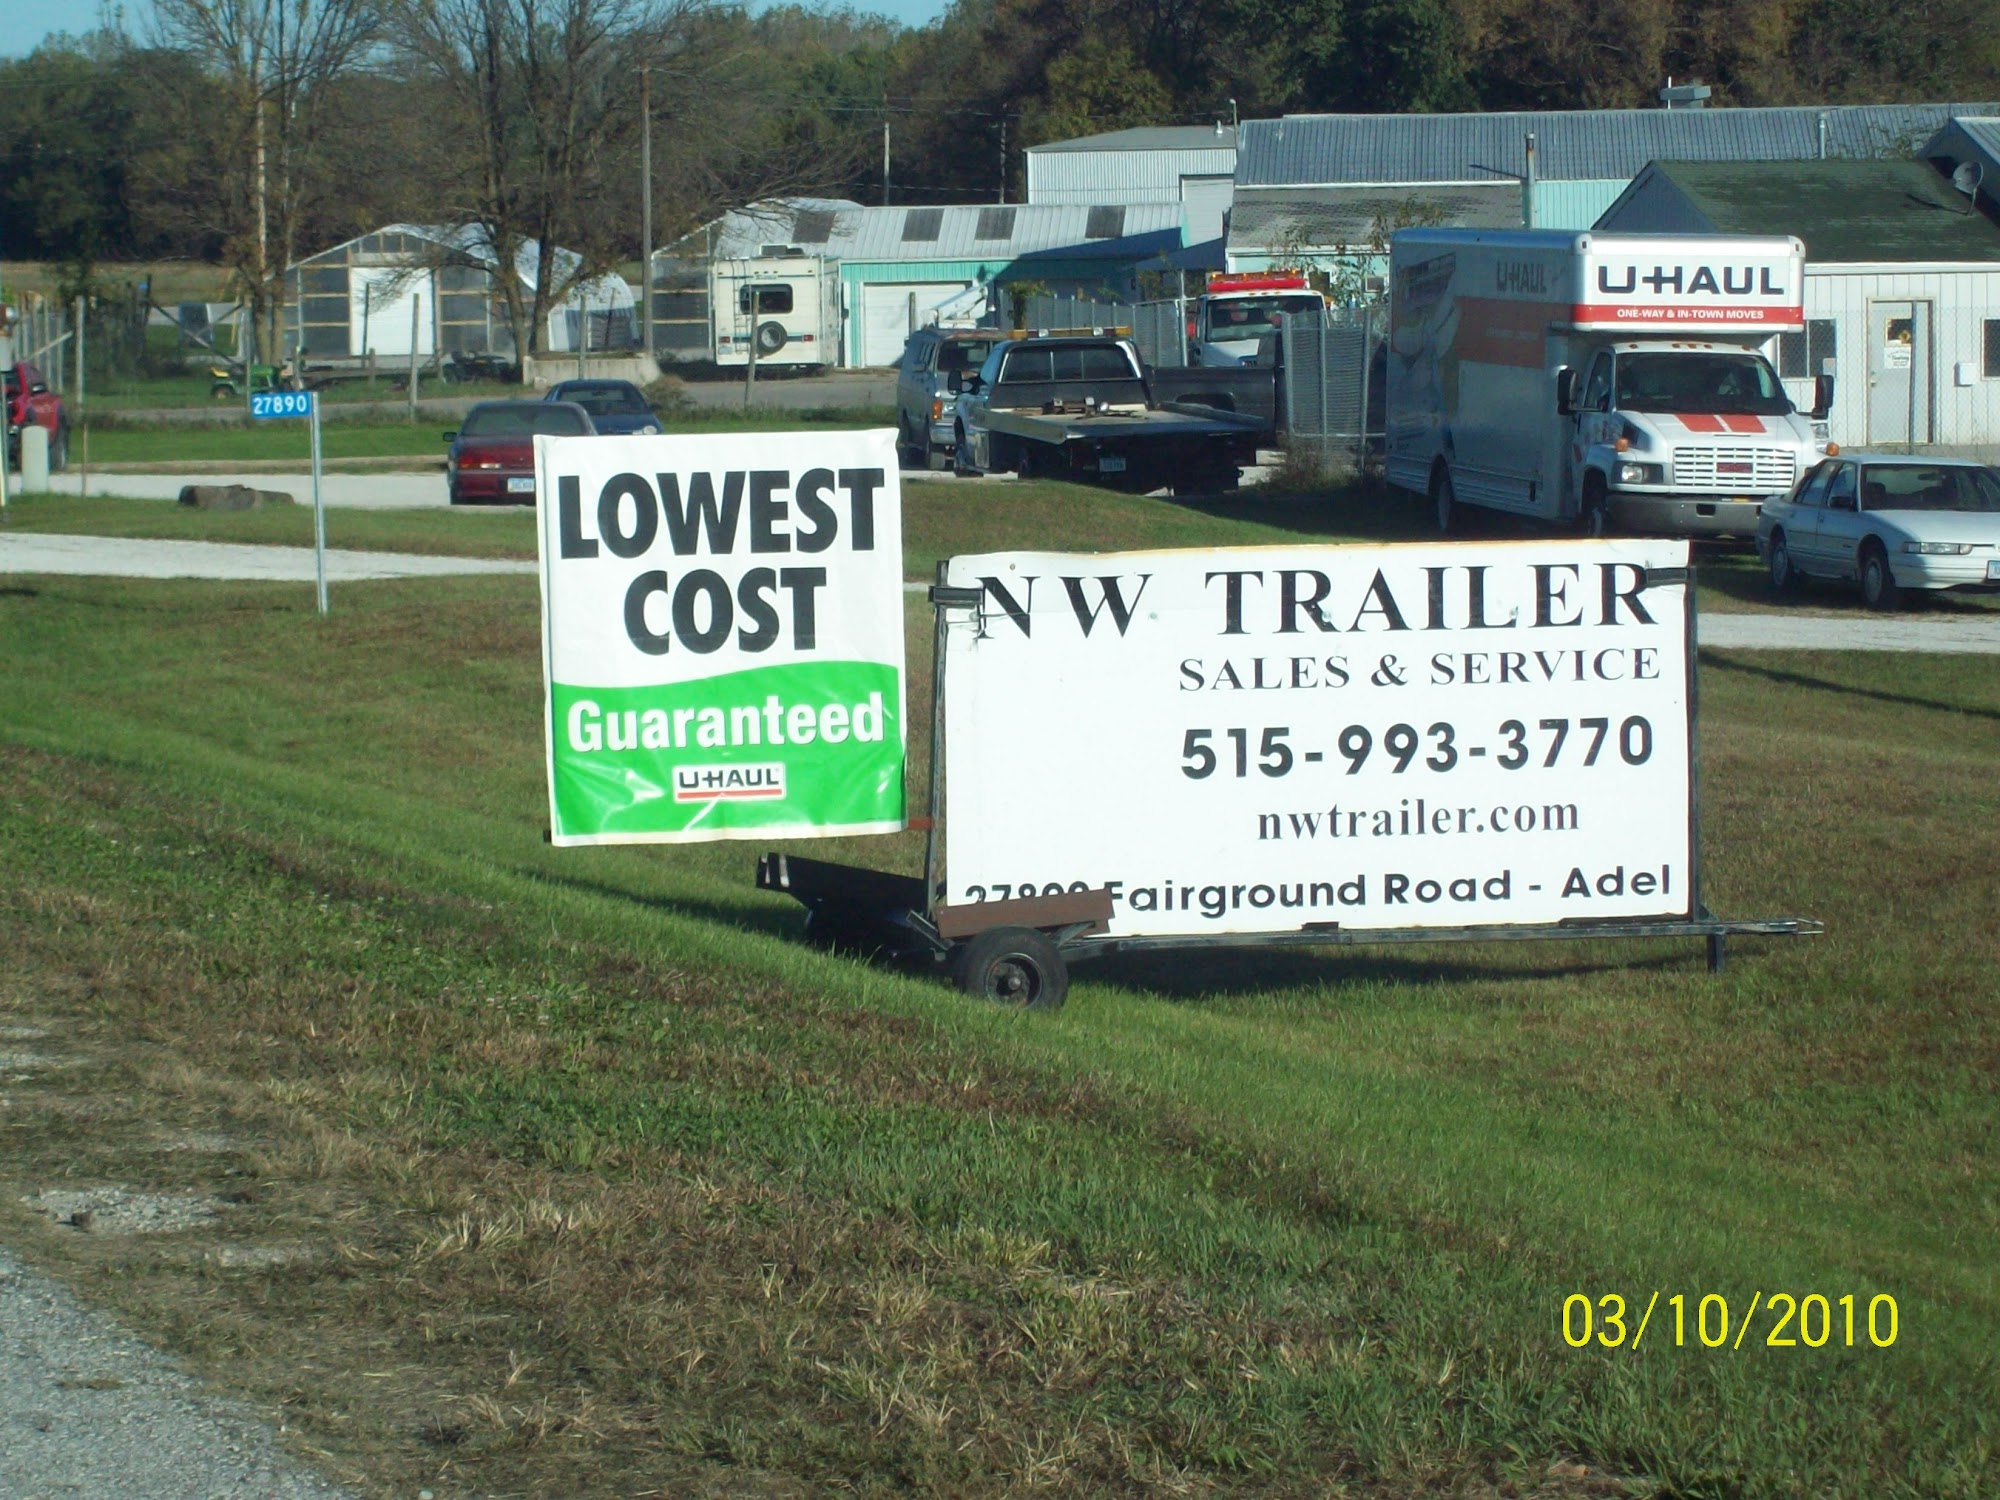 27890
U-HAUL
U-HAUL
ONE-WAY & IN-TOWN MOVES
LOWEST
COST
Guaranteed
U-HAUL
NW TRAILER
SALES & SERVICE
515-993-3770
nwtrailer.com
Fairground Road - Adel
03/10/2010